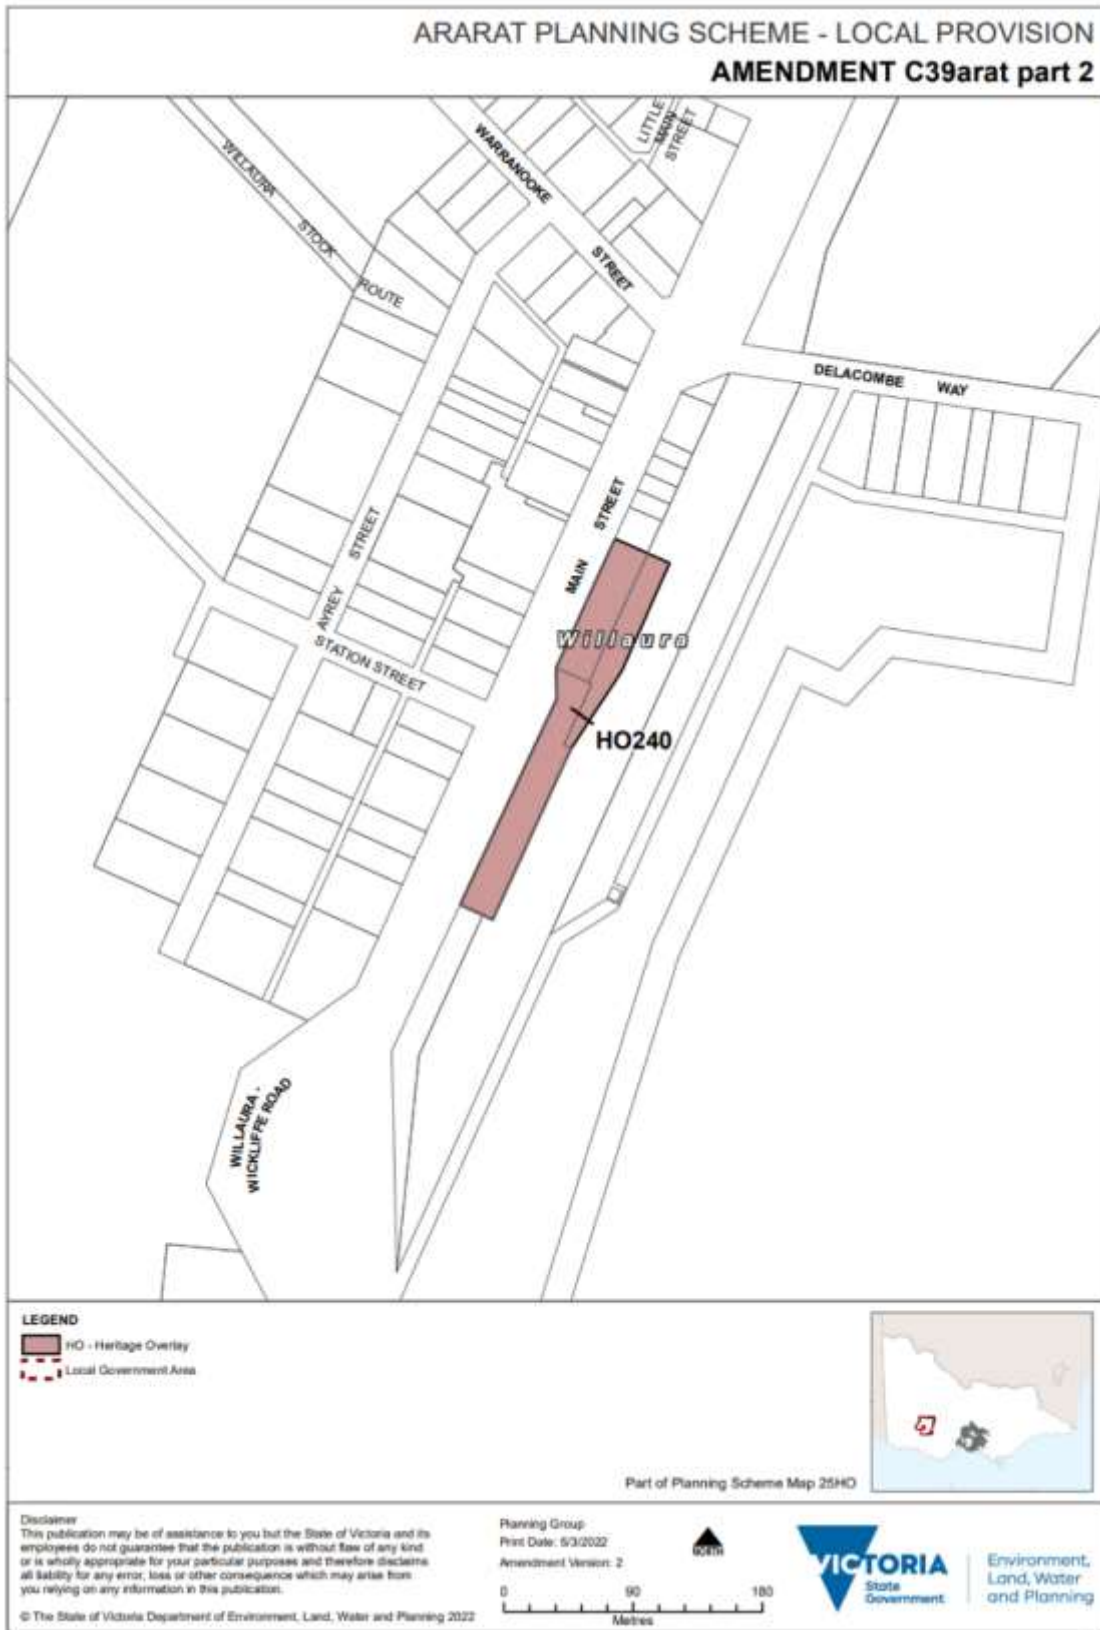 ARARAT PLANNING SCHEME - LOCAL PROVISION
AMENDMENT C39arat part 2
LITTLE
MAIN
STREET
WARRANOOKE
STREET
WILLAURA
STOCK
ROUTE
DELACOMBE WAY
MAIN STREET
AYREY STREET
STATION STREET
Willaura
HO240
WILLAURA -
WICKLIFFE ROAD
LEGEND
HO - Heritage Overlay
Local Government Area
Part of Planning Scheme Map 25HO
Disclaimer
This publication may be of assistance to you but the State of Victoria and its
employees do not guarantee that the publication is without flaw of any kind
or is wholly appropriate for your particular purposes and therefore disclaims
all liability for any error, loss or other consequence which may arise from
you relying on any information in this publication.
© The State of Victoria Department of Environment, Land, Water and Planning 2022
Planning Group
Print Date: 5/3/2022
Amendment Version: 2
0 90 180
Metres
NORTH
VICTORIA
State
Government
Environment,
Land, Water
and Planning